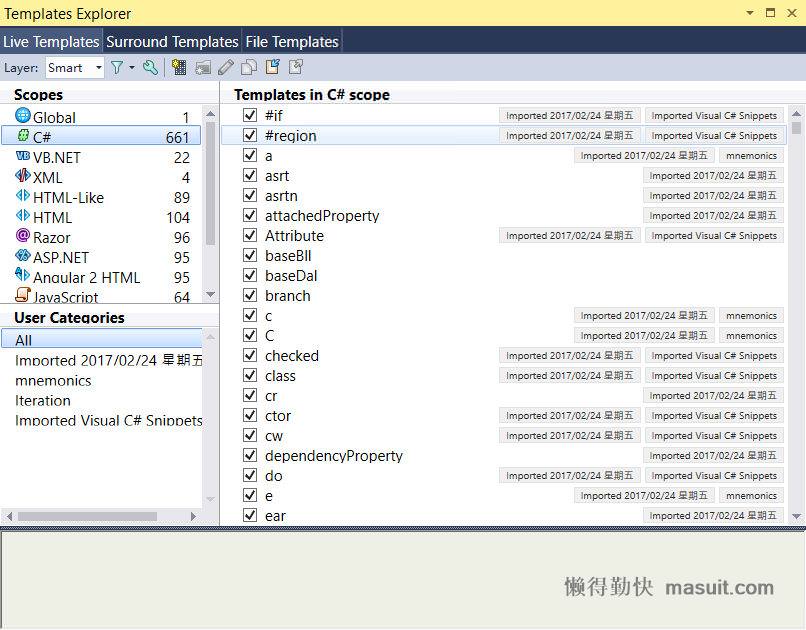 Templates Explorer
Live Templates Surround Templates File Templates
Layer: Smart
Scopes
Global 1
C# 661
VB.NET 22
XML 4
HTML-Like 89
HTML 104
Razor 96
ASP.NET 95
Angular 2 HTML 95
JavaScript 64
User Categories
All
Imported 2017/02/24 星期五
mnemonics
Iteration
Imported Visual C# Snippets
Templates in C# scope
#if Imported 2017/02/24 星期五 Imported Visual C# Snippets
#region Imported 2017/02/24 星期五 Imported Visual C# Snippets
a Imported 2017/02/24 星期五 mnemonics
asrt Imported 2017/02/24 星期五
asrtn Imported 2017/02/24 星期五
attachedProperty Imported 2017/02/24 星期五
Attribute Imported 2017/02/24 星期五 Imported Visual C# Snippets
baseBll
baseDal
branch
c Imported 2017/02/24 星期五 mnemonics
C Imported 2017/02/24 星期五 mnemonics
checked Imported 2017/02/24 星期五 Imported Visual C# Snippets
class Imported 2017/02/24 星期五 Imported Visual C# Snippets
cr Imported 2017/02/24 星期五
ctor Imported 2017/02/24 星期五 Imported Visual C# Snippets
cw Imported 2017/02/24 星期五 Imported Visual C# Snippets
dependencyProperty Imported 2017/02/24 星期五
do Imported 2017/02/24 星期五 Imported Visual C# Snippets
e Imported 2017/02/24 星期五 mnemonics
ear Imported 2017/02/24 星期五
懒得勤快 masuit.com